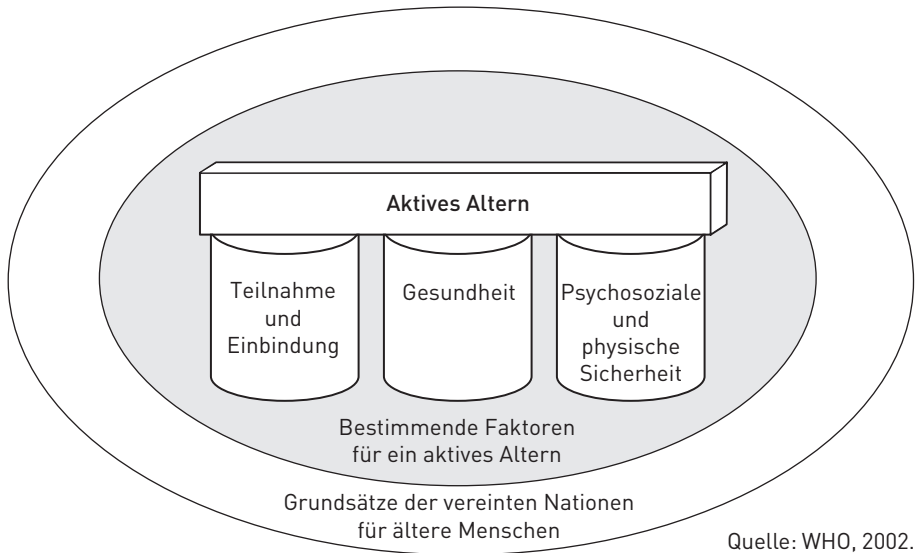 Aktives Altern
Teilnahme
und
Einbindung
Gesundheit
Psychosoziale
und
physische
Sicherheit
Bestimmende Faktoren
für ein aktives Altern
Grundsätze der vereinten Nationen
für ältere Menschen
Quelle: WHO, 2002.